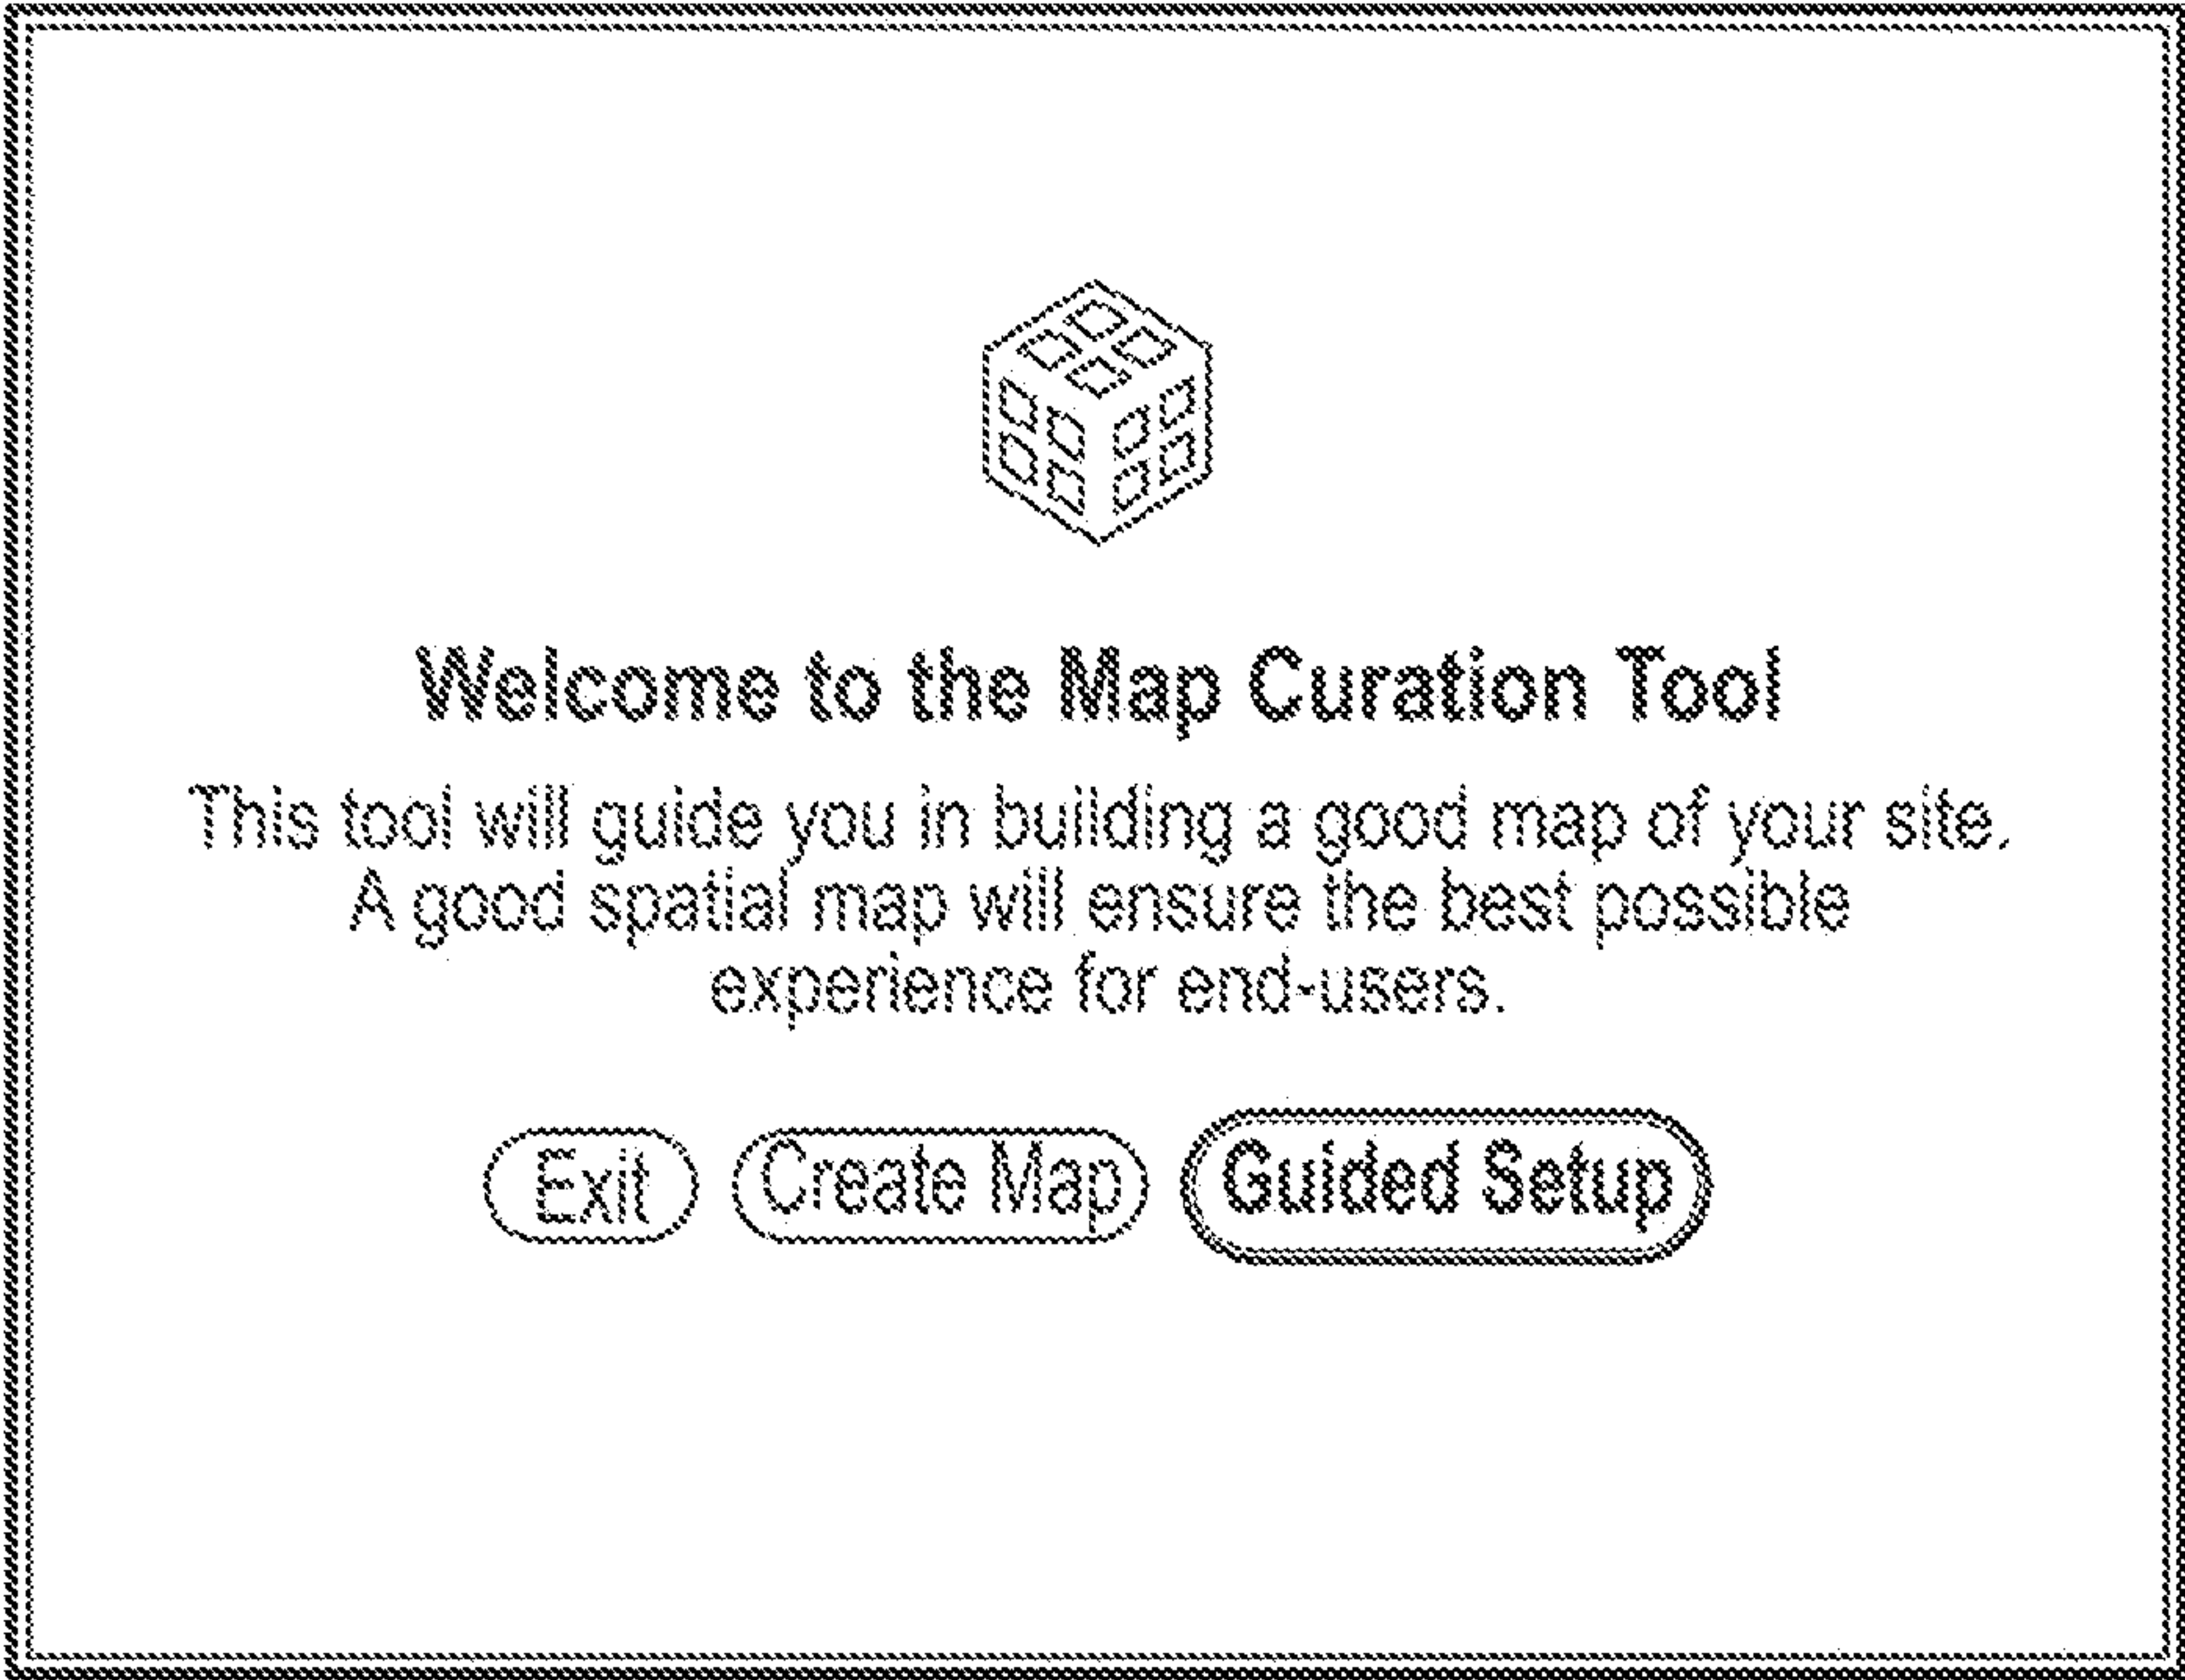 Welcome to the Map Curation Tool
This tool will guide you in building a good map of your site.
A good spatial map will ensure the best possible
experience for end-users.
Exit
Create Map
Guided Setup